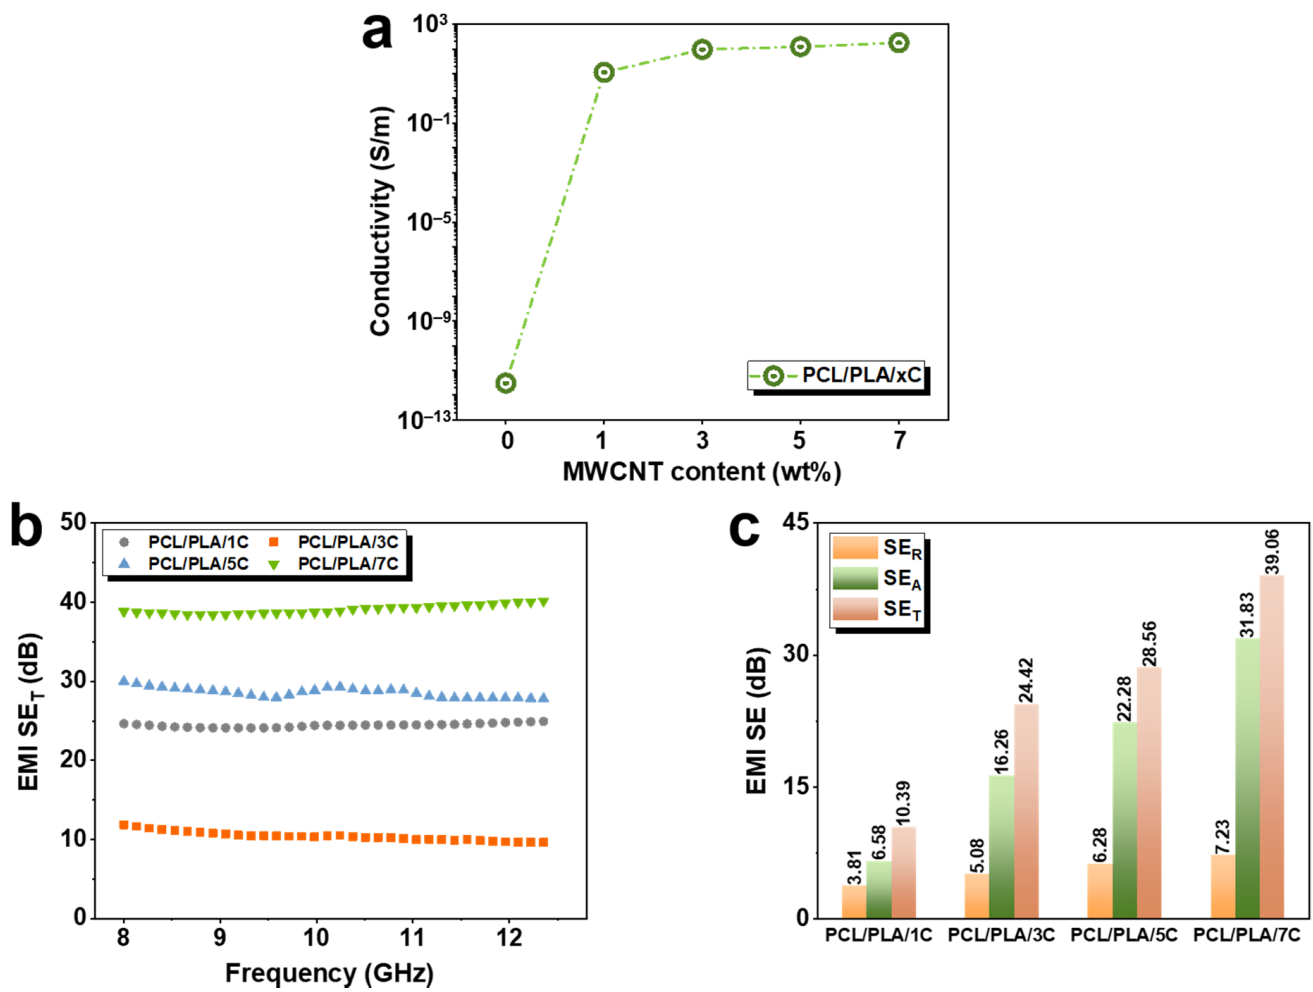 a
10³
10⁻¹
10⁻⁵
10⁻⁹
10⁻¹³
Conductivity (S/m)
PCL/PLA/xC
0 1 3 5 7
MWCNT content (wt%)
b
50
40
30
20
10
0
EMI SE_T (dB)
PCL/PLA/1C PCL/PLA/3C
PCL/PLA/5C PCL/PLA/7C
8 9 10 11 12
Frequency (GHz)
c
45
30
15
0
EMI SE (dB)
SE_R
SE_A
SE_T
3.81 6.58 10.39
5.08 16.26 24.42
6.28 22.28 28.56
7.23 31.83 39.06
PCL/PLA/1C PCL/PLA/3C PCL/PLA/5C PCL/PLA/7C